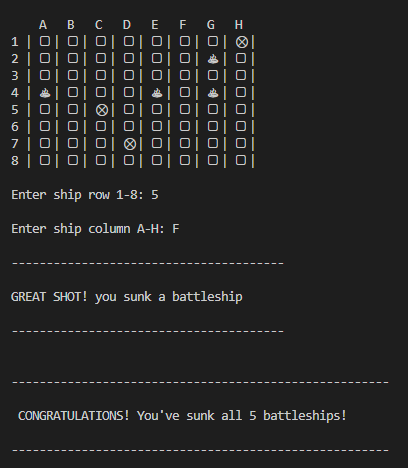 A B C D E F G H
1 | ▢| ▢| ▢| ▢| ▢| ▢| ▢| ⨂|
2 | ▢| ▢| ▢| ▢| ▢| ▢| ♨| ▢|
3 | ▢| ▢| ▢| ▢| ▢| ▢| ▢| ▢|
4 | ♨| ▢| ▢| ▢| ♨| ▢| ♨| ▢|
5 | ▢| ▢| ⨂| ▢| ▢| ▢| ▢| ▢|
6 | ▢| ▢| ▢| ▢| ▢| ▢| ▢| ▢|
7 | ▢| ▢| ▢| ⨂| ▢| ▢| ▢| ▢|
8 | ▢| ▢| ▢| ▢| ▢| ▢| ▢| ▢|
Enter ship row 1-8: 5
Enter ship column A-H: F
---------------------------------------
GREAT SHOT! you sunk a battleship
---------------------------------------
------------------------------------------------------
CONGRATULATIONS! You've sunk all 5 battleships!
------------------------------------------------------